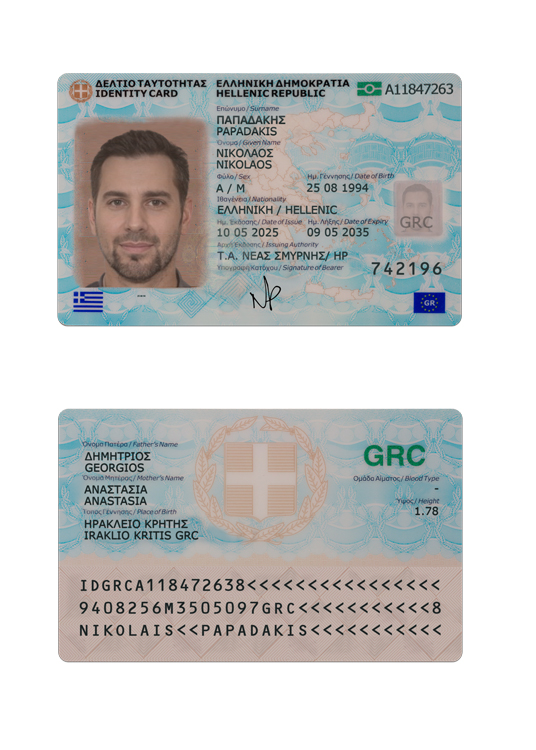 ΔΕΛΤΙΟ ΤΑΥΤΟΤΗΤΑΣ ΕΛΛΗΝΙΚΗ ΔΗΜΟΚΡΑΤΙΑ
IDENTITY CARD HELLENIC REPUBLIC A11847263
Επώνυμο / Surname
ΠΑΠΑΔΑΚΗΣ
PAPADAKIS
Όνομα / Given Name
ΝΙΚΟΛΑΟΣ
NIKOLAOS
Φύλο / Sex Ημ. Γέννησης / Date of Birth
Α / M 25 08 1994
Ιθαγένεια / Nationality
ΕΛΛΗΝΙΚΗ / HELLENIC
Ημ. Έκδοσης / Date of Issue Ημ. Λήξης / Date of Expiry
10 05 2025 09 05 2035
Αρχή Έκδοσης / Issuing Authority
Τ.Α. ΝΕΑΣ ΣΜΥΡΝΗΣ/ HP
Υπογραφή Κατόχου / Signature of Bearer
GRC
742196
NP
GR
Όνομα Πατέρα / Father's Name
ΔΗΜΗΤΡΙΟΣ
GEORGIOS
Όνομα Μητέρας / Mother's Name
ΑΝΑΣΤΑΣΙΑ
ANASTASIA
Τόπος Γέννησης / Place of Birth
ΗΡΑΚΛΕΙΟ ΚΡΗΤΗΣ
IRAKLIO KRITIS GRC
GRC
Ομάδα Αίματος / Blood Type
-
Ύψος / Height
1.78
IDGRCA118472638<<<<<<<<<<<<<<<<<
9408256M3505097GRC<<<<<<<<<<<8
NIKOLAIS<<PAPADAKIS<<<<<<<<<<<